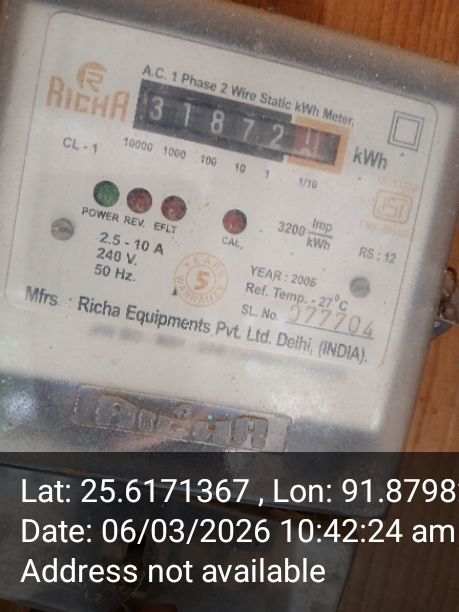 A.C. 1 Phase 2 Wire Static kWh Meter.
RICHA
3 1 8 7 2
kWh
CL - 1
10000 1000 100 10 1 1/10
POWER REV. EFLT
CAL.
3200 Imp/kWh
RS : 12
2.5 - 10 A
240 V.
50 Hz.
5 YEARS WARRANTY
YEAR : 2006
Ref. Temp. - 27°C
SL. No. 077704
Mfrs. : Richa Equipments Pvt. Ltd. Delhi, (INDIA).
RICHA
Lat: 25.6171367 , Lon: 91.8798
Date: 06/03/2026 10:42:24 am
Address not available